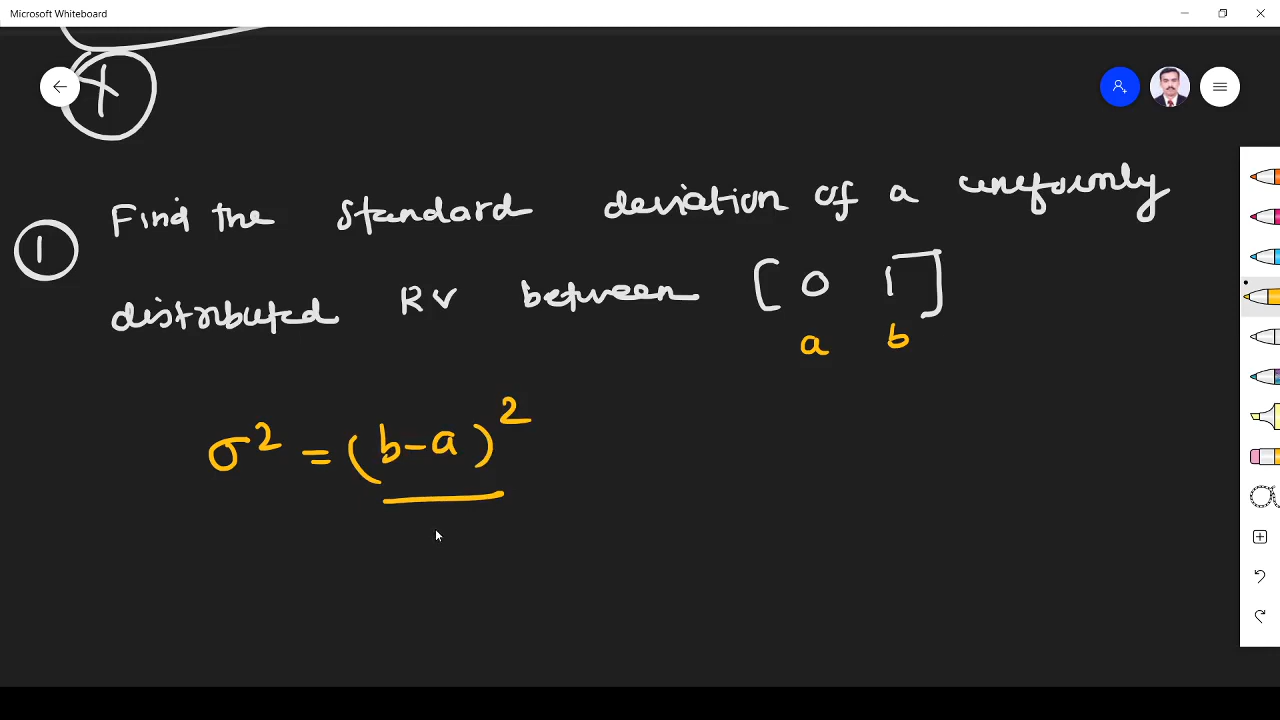 Microsoft Whiteboard
1 Find the standard deviation of a uniformly
distributed RV between [0 1]
a b
σ² = (b-a)²